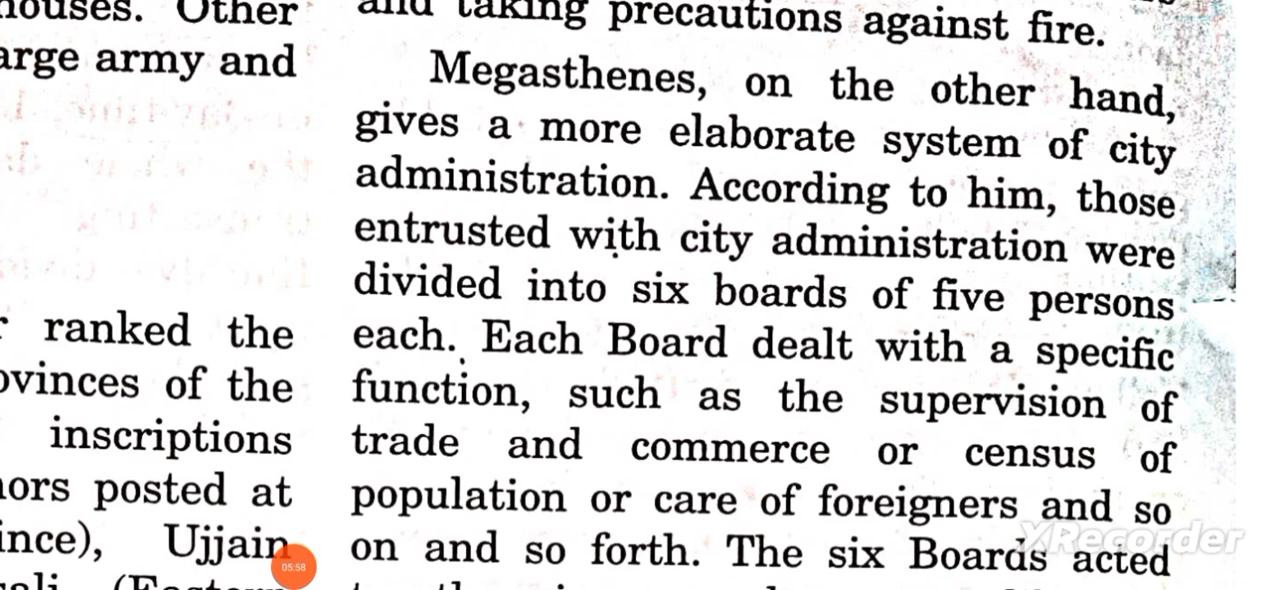 houses. Other
arge army and
ranked the
ovinces of the
inscriptions
nors posted at
ince), Ujjain
and taking precautions against fire.
Megasthenes, on the other hand,
gives a more elaborate system of city
administration. According to him, those
entrusted with city administration were
divided into six boards of five persons
each. Each Board dealt with a specific
function, such as the supervision of
trade and commerce or census of
population or care of foreigners and so
on and so forth. The six Boards acted
05:58
XRecorder